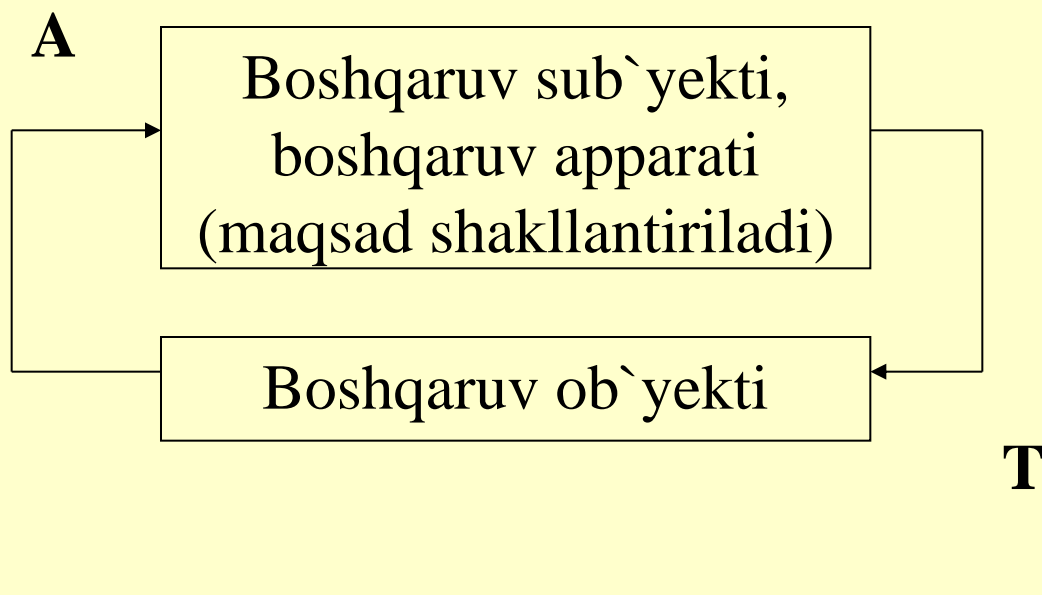 A
Boshqaruv sub`yekti,
boshqaruv apparati
(maqsad shakllantiriladi)
Boshqaruv ob`yekti
T